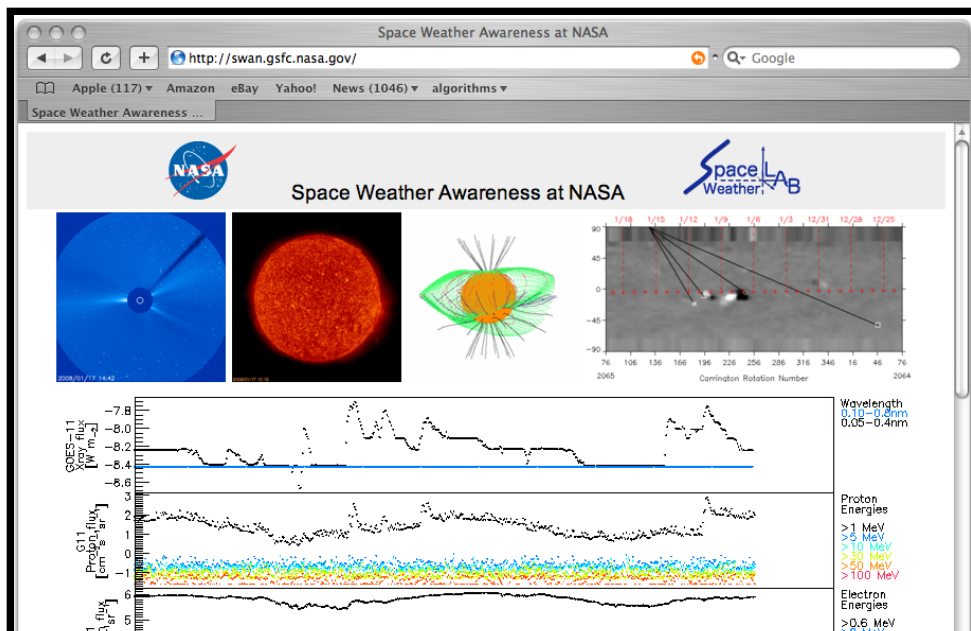 Space Weather Awareness at NASA
http://swan.gsfc.nasa.gov/
Google
Apple (117) Amazon eBay Yahoo! News (1046) algorithms
Space Weather Awareness ...
NASA
Space Weather Awareness at NASA
Space Weather LAB
1/18 1/15 1/12 1/9 1/6 1/3 12/31 12/28 12/25
90
45
0
-45
-90
76 106 136 166 196 226 256 286 316 346 16 46 76
2065 Carrington Rotation Number 2064
2008/01/17 14:42
GOES-11
Xray flux
[W m-2]
-7.8
-8.0
-8.2
-8.4
-8.6
Wavelength
0.10-0.8nm
0.05-0.4nm
G11
Proton flux
3
2
1
0
-1
Proton
Energies
>1 MeV
>5 MeV
>10 MeV
>30 MeV
>50 MeV
>100 MeV
6
5
Electron
Energies
>0.6 MeV